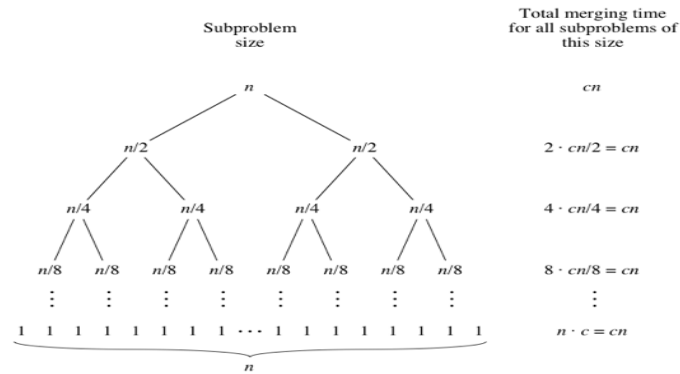 Subproblem
size
Total merging time
for all subproblems of
this size
n
cn
n/2 n/2
2 · cn/2 = cn
n/4 n/4 n/4 n/4
4 · cn/4 = cn
n/8 n/8 n/8 n/8 n/8 n/8 n/8 n/8
8 · cn/8 = cn
⋮ ⋮ ⋮ ⋮ ⋮ ⋮ ⋮ ⋮
⋮
1 1 1 1 1 1 1 1 ··· 1 1 1 1 1 1 1 1
n · c = cn
n